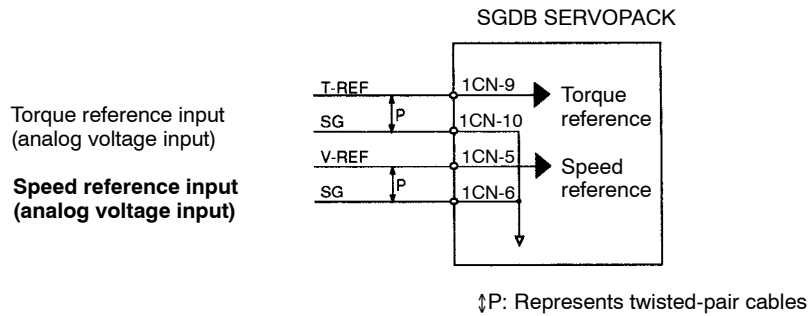 SGDB SERVOPACK
T-REF
1CN-9
Torque
reference
Torque reference input
(analog voltage input)
P
SG
1CN-10
V-REF
1CN-5
Speed
reference
Speed reference input
(analog voltage input)
P
SG
1CN-6
↕P: Represents twisted-pair cables